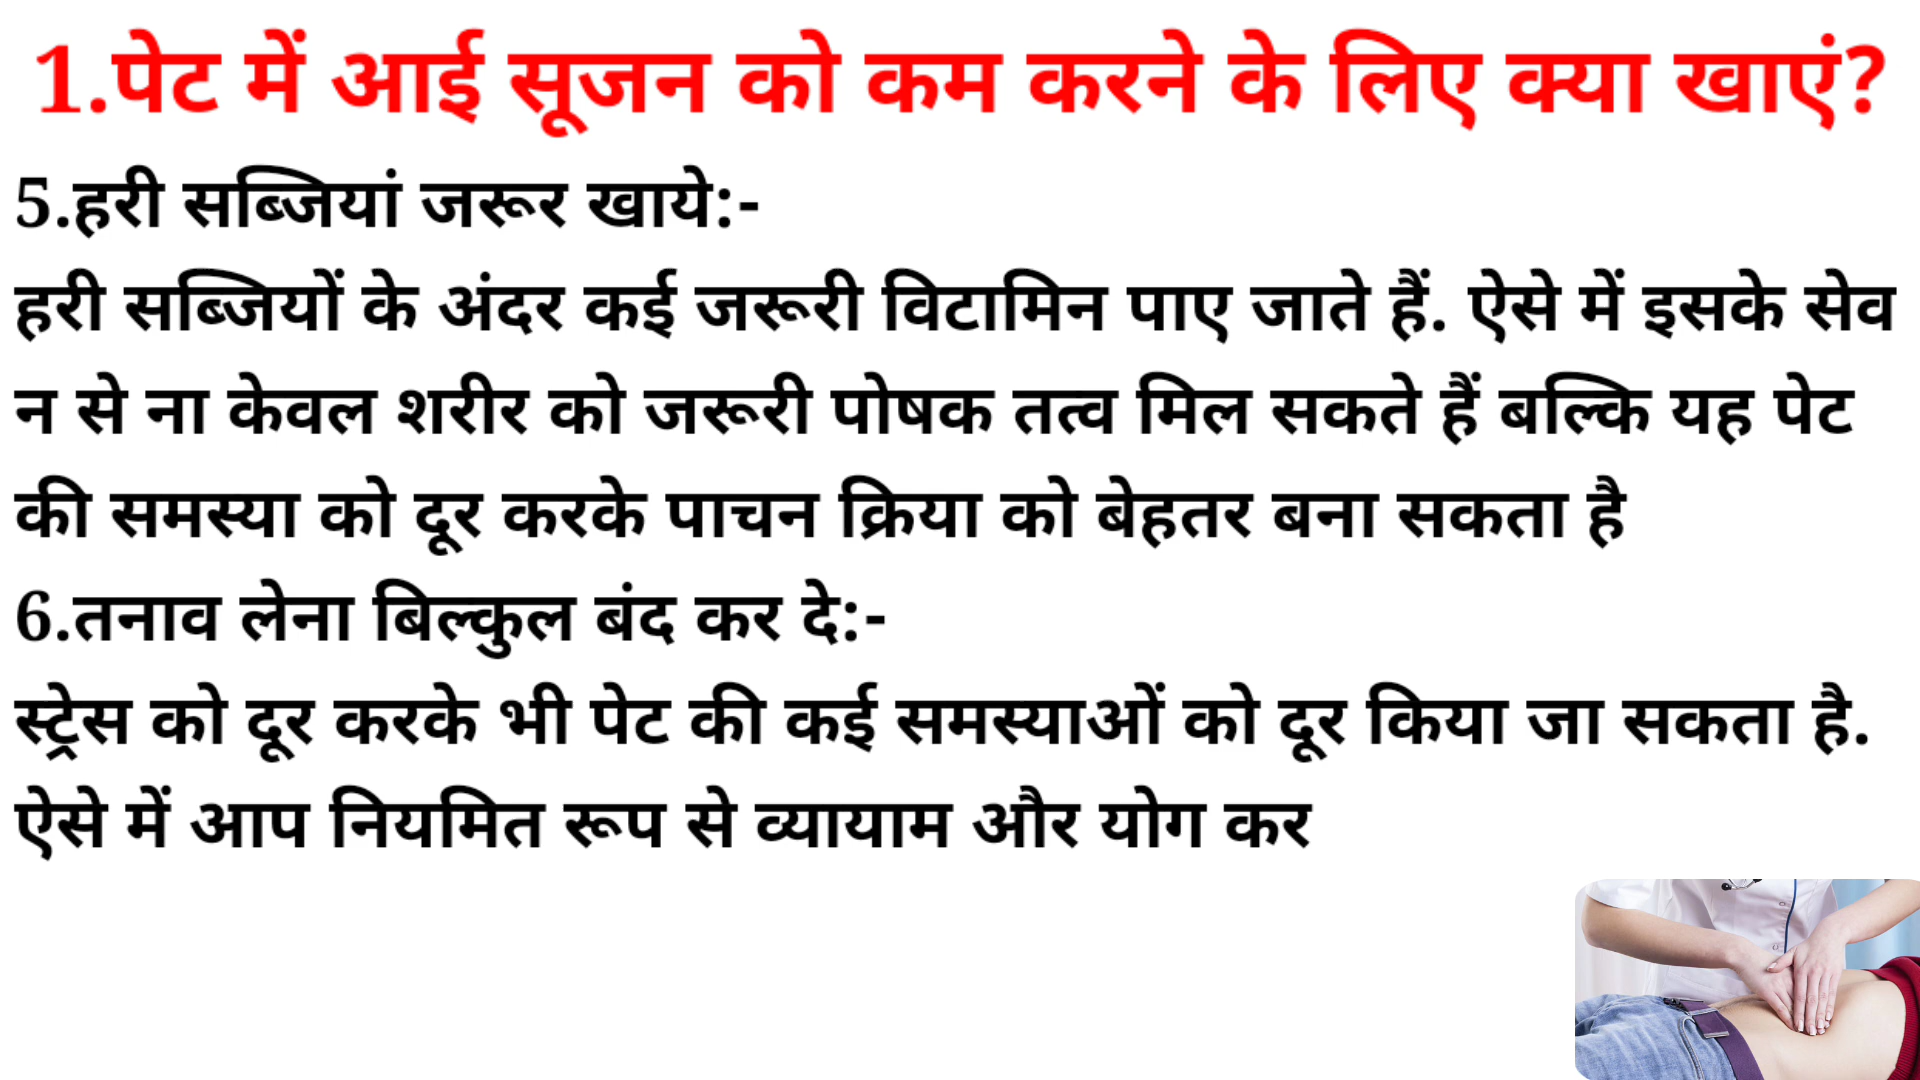 1.पेट में आई सूजन को कम करने के लिए क्या खाएं?
5.हरी सब्जियां जरूर खाये:-
हरी सब्जियों के अंदर कई जरूरी विटामिन पाए जाते हैं. ऐसे में इसके सेव
न से ना केवल शरीर को जरूरी पोषक तत्व मिल सकते हैं बल्कि यह पेट
की समस्या को दूर करके पाचन क्रिया को बेहतर बना सकता है
6.तनाव लेना बिल्कुल बंद कर दे:-
स्ट्रेस को दूर करके भी पेट की कई समस्याओं को दूर किया जा सकता है.
ऐसे में आप नियमित रूप से व्यायाम और योग कर